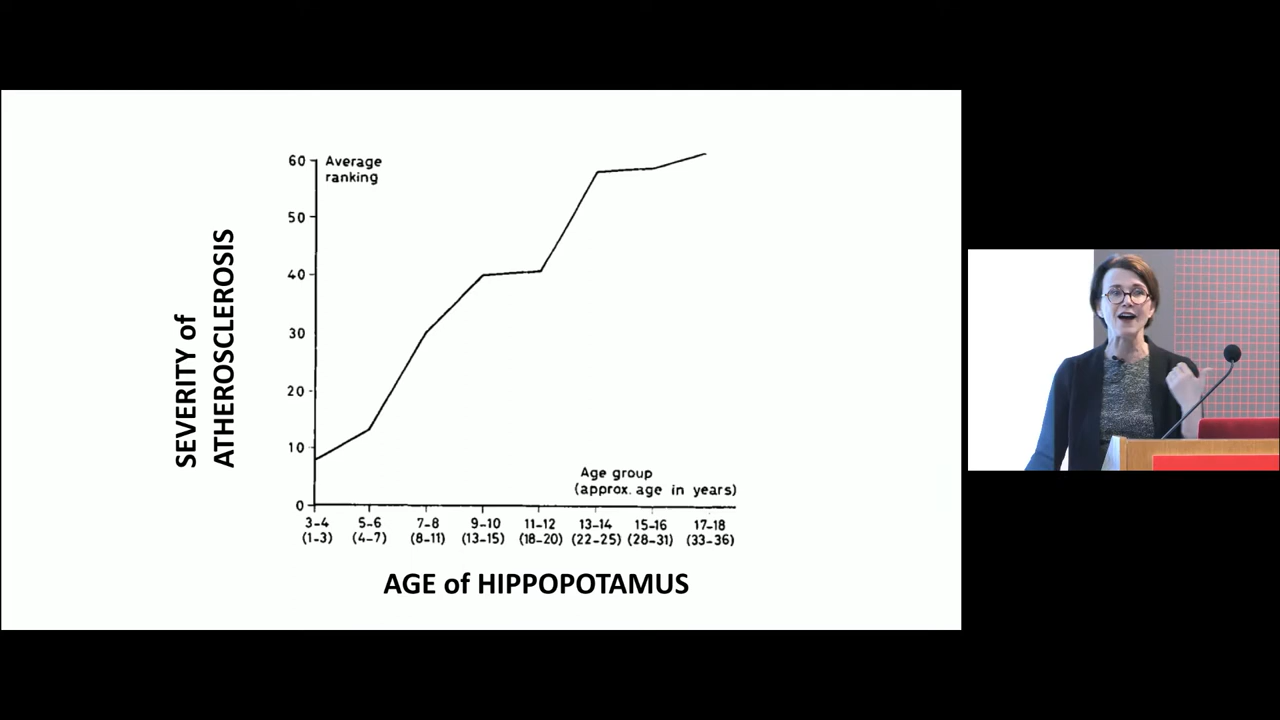 60
Average
ranking
50
40
30
20
10
0
SEVERITY of
ATHEROSCLEROSIS
Age group
(approx. age in years)
3-4 5-6 7-8 9-10 11-12 13-14 15-16 17-18
(1-3) (4-7) (8-11) (13-15) (18-20) (22-25) (28-31) (33-36)
AGE of HIPPOPOTAMUS